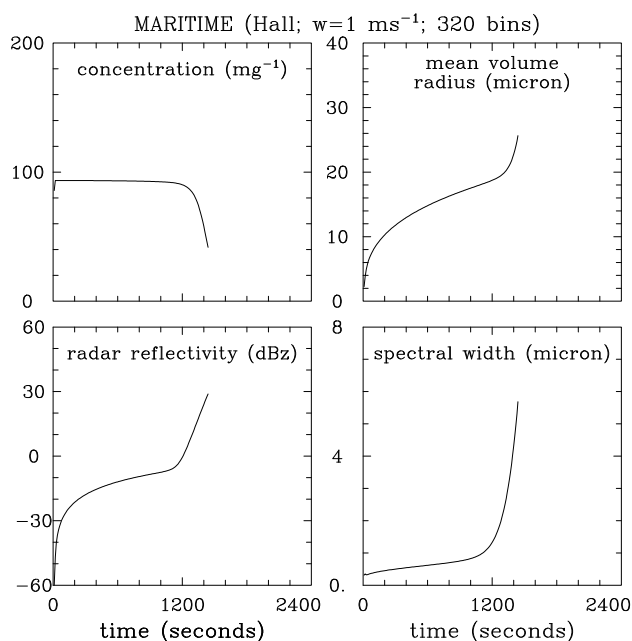 MARITIME (Hall; w=1 ms⁻¹; 320 bins)
200
concentration (mg⁻¹)
100
0
40
mean volume
radius (micron)
30
20
10
0
60
radar reflectivity (dBz)
30
0
−30
−60
0 1200 2400
time (seconds)
8
spectral width (micron)
4
0.
0 1200 2400
time (seconds)